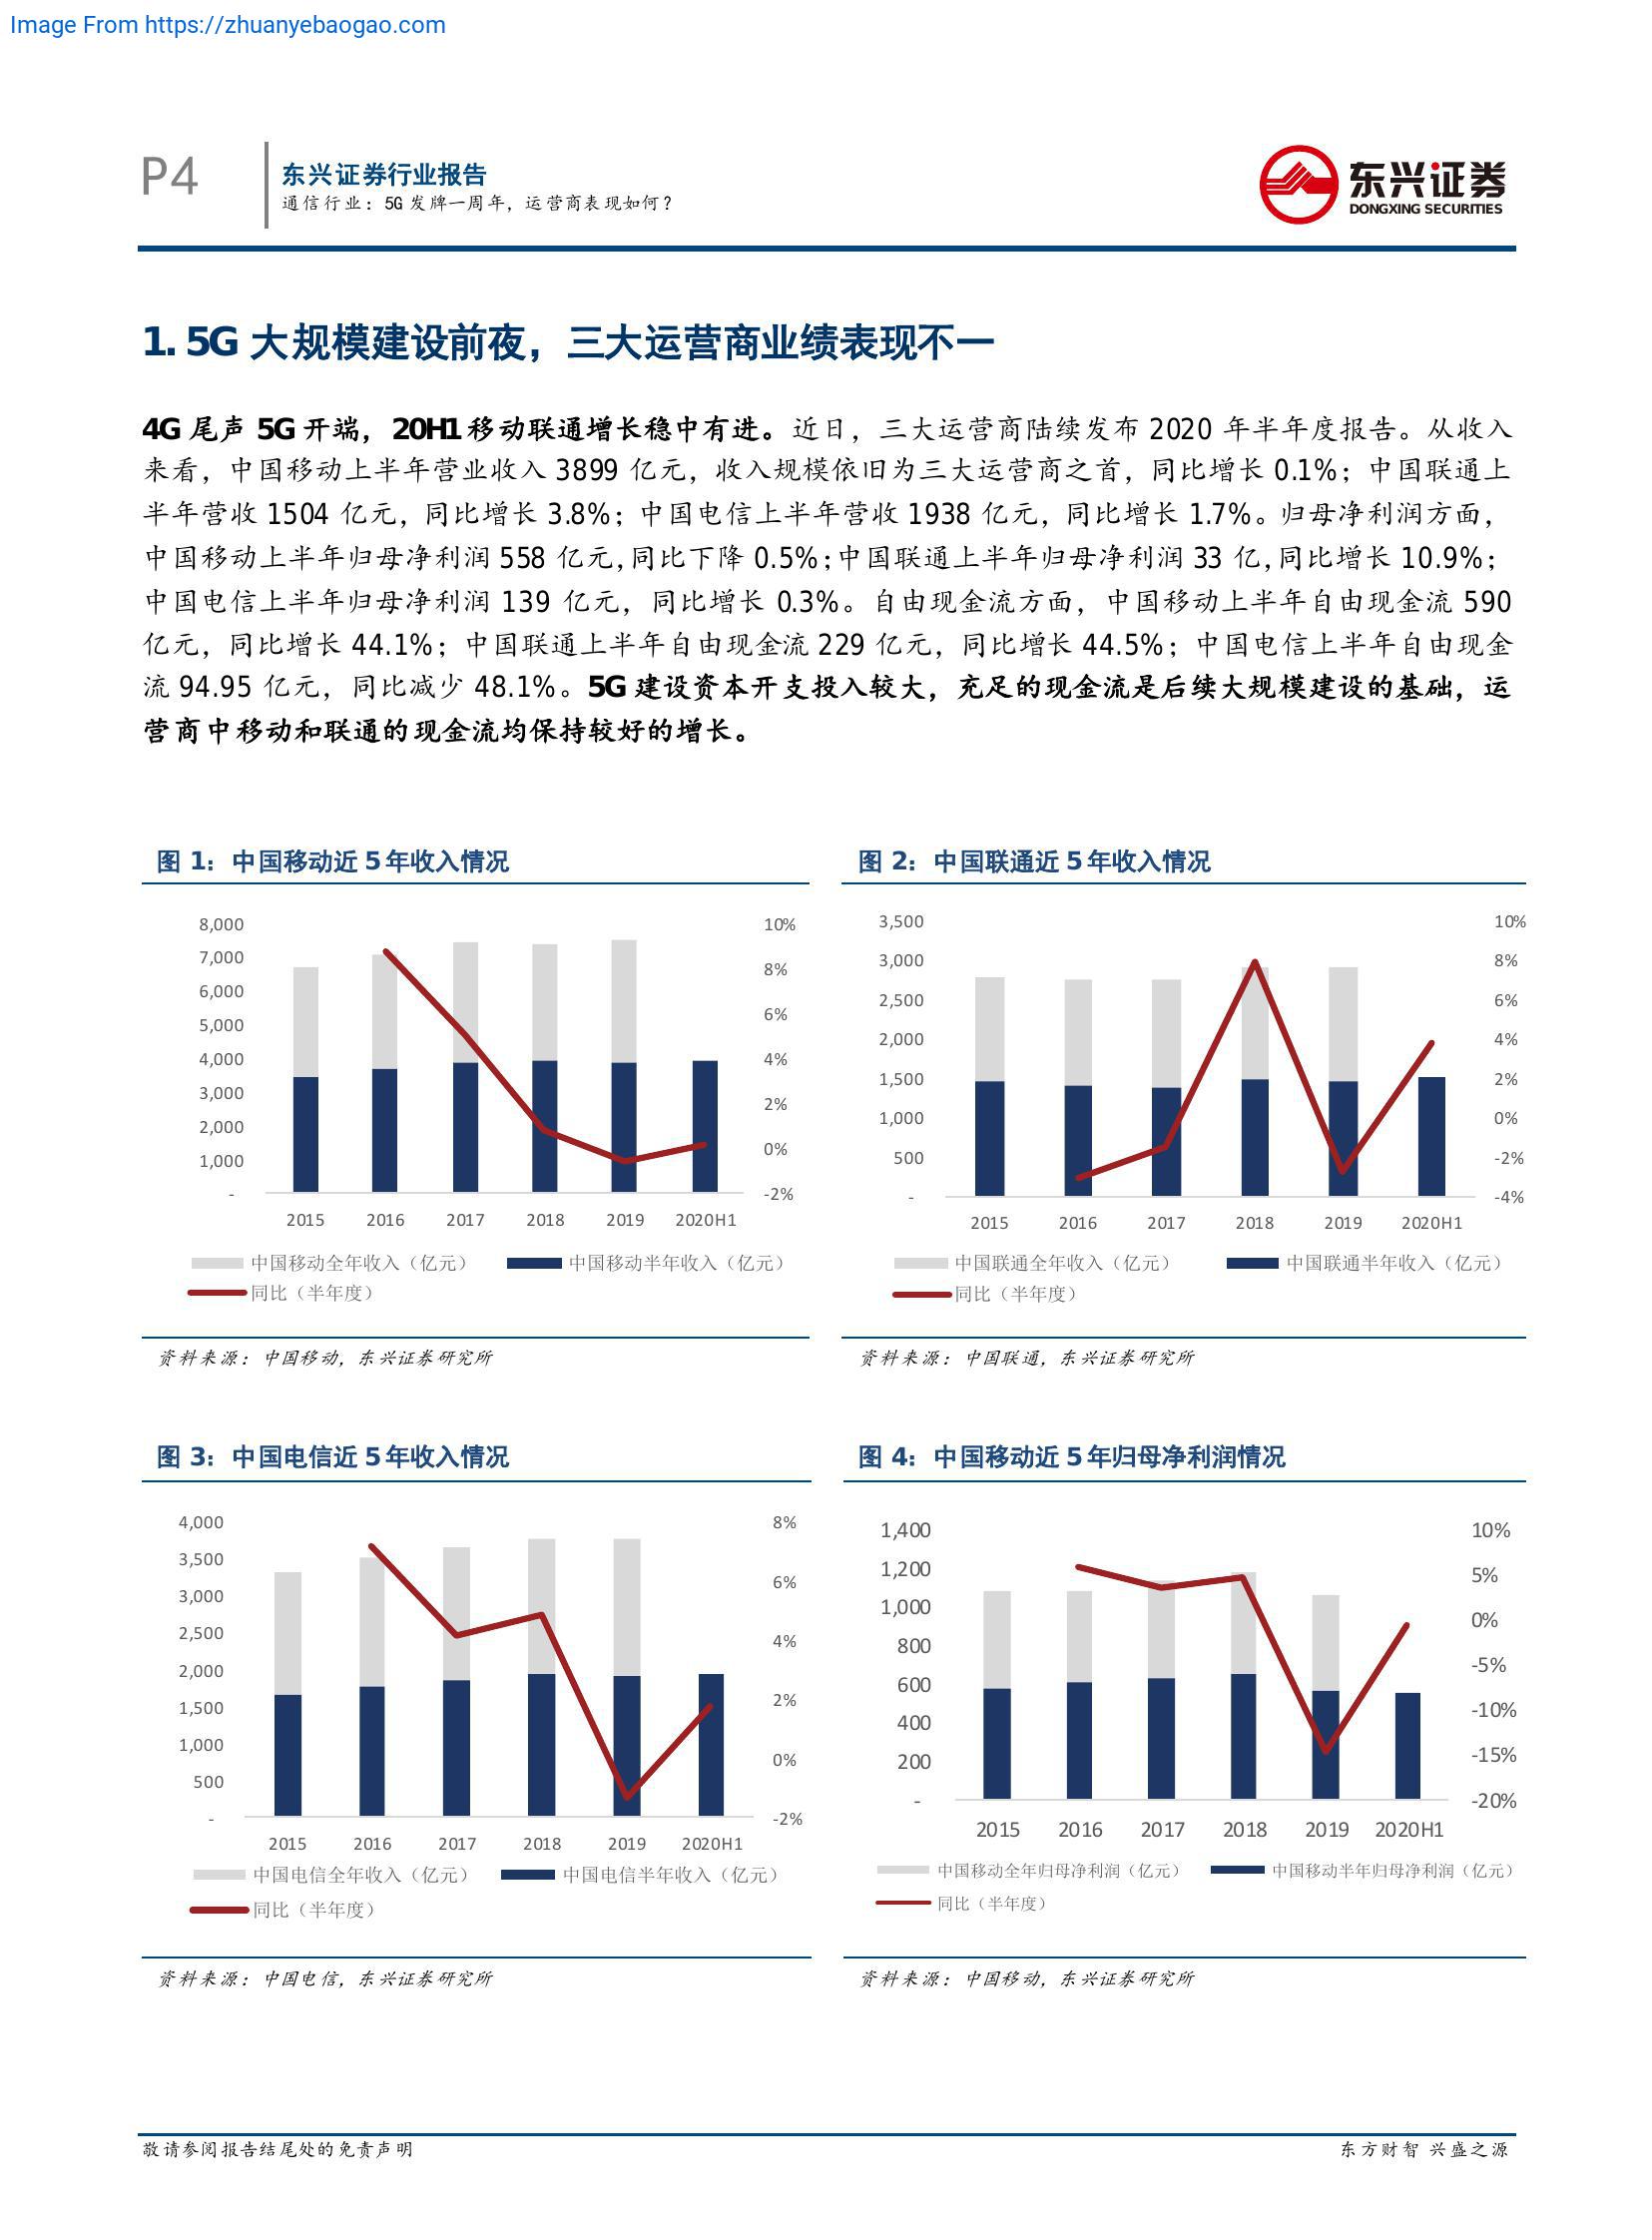 Image From https://zhuanyebaogao.com
P4
东兴证券行业报告
通信行业：5G 发牌一周年，运营商表现如何？
东兴证券
DONGXING SECURITIES
1. 5G 大规模建设前夜，三大运营商业绩表现不一
4G 尾声 5G 开端，20H1 移动联通增长稳中有进。近日，三大运营商陆续发布 2020 年半年度报告。从收入
来看，中国移动上半年营业收入 3899 亿元，收入规模依旧为三大运营商之首，同比增长 0.1%；中国联通上
半年营收 1504 亿元，同比增长 3.8%；中国电信上半年营收 1938 亿元，同比增长 1.7%。归母净利润方面，
中国移动上半年归母净利润 558 亿元，同比下降 0.5%；中国联通上半年归母净利润 33 亿，同比增长 10.9%；
中国电信上半年归母净利润 139 亿元，同比增长 0.3%。自由现金流方面，中国移动上半年自由现金流 590
亿元，同比增长 44.1%；中国联通上半年自由现金流 229 亿元，同比增长 44.5%；中国电信上半年自由现金
流 94.95 亿元，同比减少 48.1%。5G 建设资本开支投入较大，充足的现金流是后续大规模建设的基础，运
营商中移动和联通的现金流均保持较好的增长。
图 1：中国移动近 5 年收入情况
8,000
7,000
6,000
5,000
4,000
3,000
2,000
1,000
-
10%
8%
6%
4%
2%
0%
-2%
2015 2016 2017 2018 2019 2020H1
中国移动全年收入（亿元） 中国移动半年收入（亿元）
同比（半年度）
资料来源：中国移动，东兴证券研究所
图 2：中国联通近 5 年收入情况
3,500
3,000
2,500
2,000
1,500
1,000
500
-
10%
8%
6%
4%
2%
0%
-2%
-4%
2015 2016 2017 2018 2019 2020H1
中国联通全年收入（亿元） 中国联通半年收入（亿元）
同比（半年度）
资料来源：中国联通，东兴证券研究所
图 3：中国电信近 5 年收入情况
4,000
3,500
3,000
2,500
2,000
1,500
1,000
500
-
8%
6%
4%
2%
0%
-2%
2015 2016 2017 2018 2019 2020H1
中国电信全年收入（亿元） 中国电信半年收入（亿元）
同比（半年度）
资料来源：中国电信，东兴证券研究所
图 4：中国移动近 5 年归母净利润情况
1,400
1,200
1,000
800
600
400
200
-
10%
5%
0%
-5%
-10%
-15%
-20%
2015 2016 2017 2018 2019 2020H1
中国移动全年归母净利润（亿元） 中国移动半年归母净利润（亿元）
同比（半年度）
资料来源：中国移动，东兴证券研究所
敬请参阅报告结尾处的免责声明
东方财智 兴盛之源